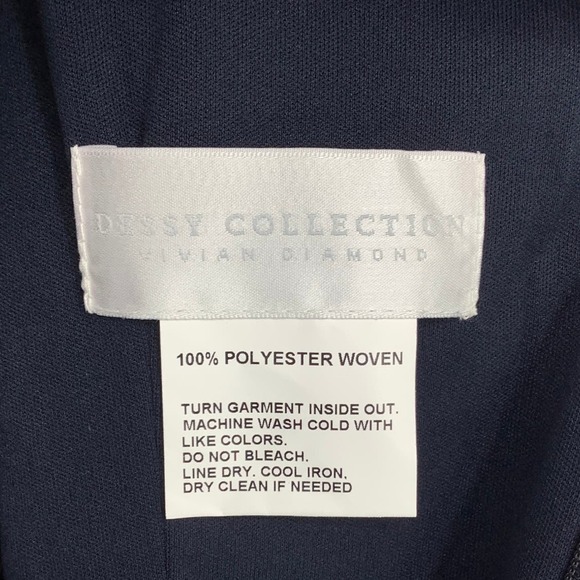 DESSY COLLECTION
VIVIAN DIAMOND
100% POLYESTER WOVEN
TURN GARMENT INSIDE OUT.
MACHINE WASH COLD WITH
LIKE COLORS.
DO NOT BLEACH.
LINE DRY. COOL IRON,
DRY CLEAN IF NEEDED